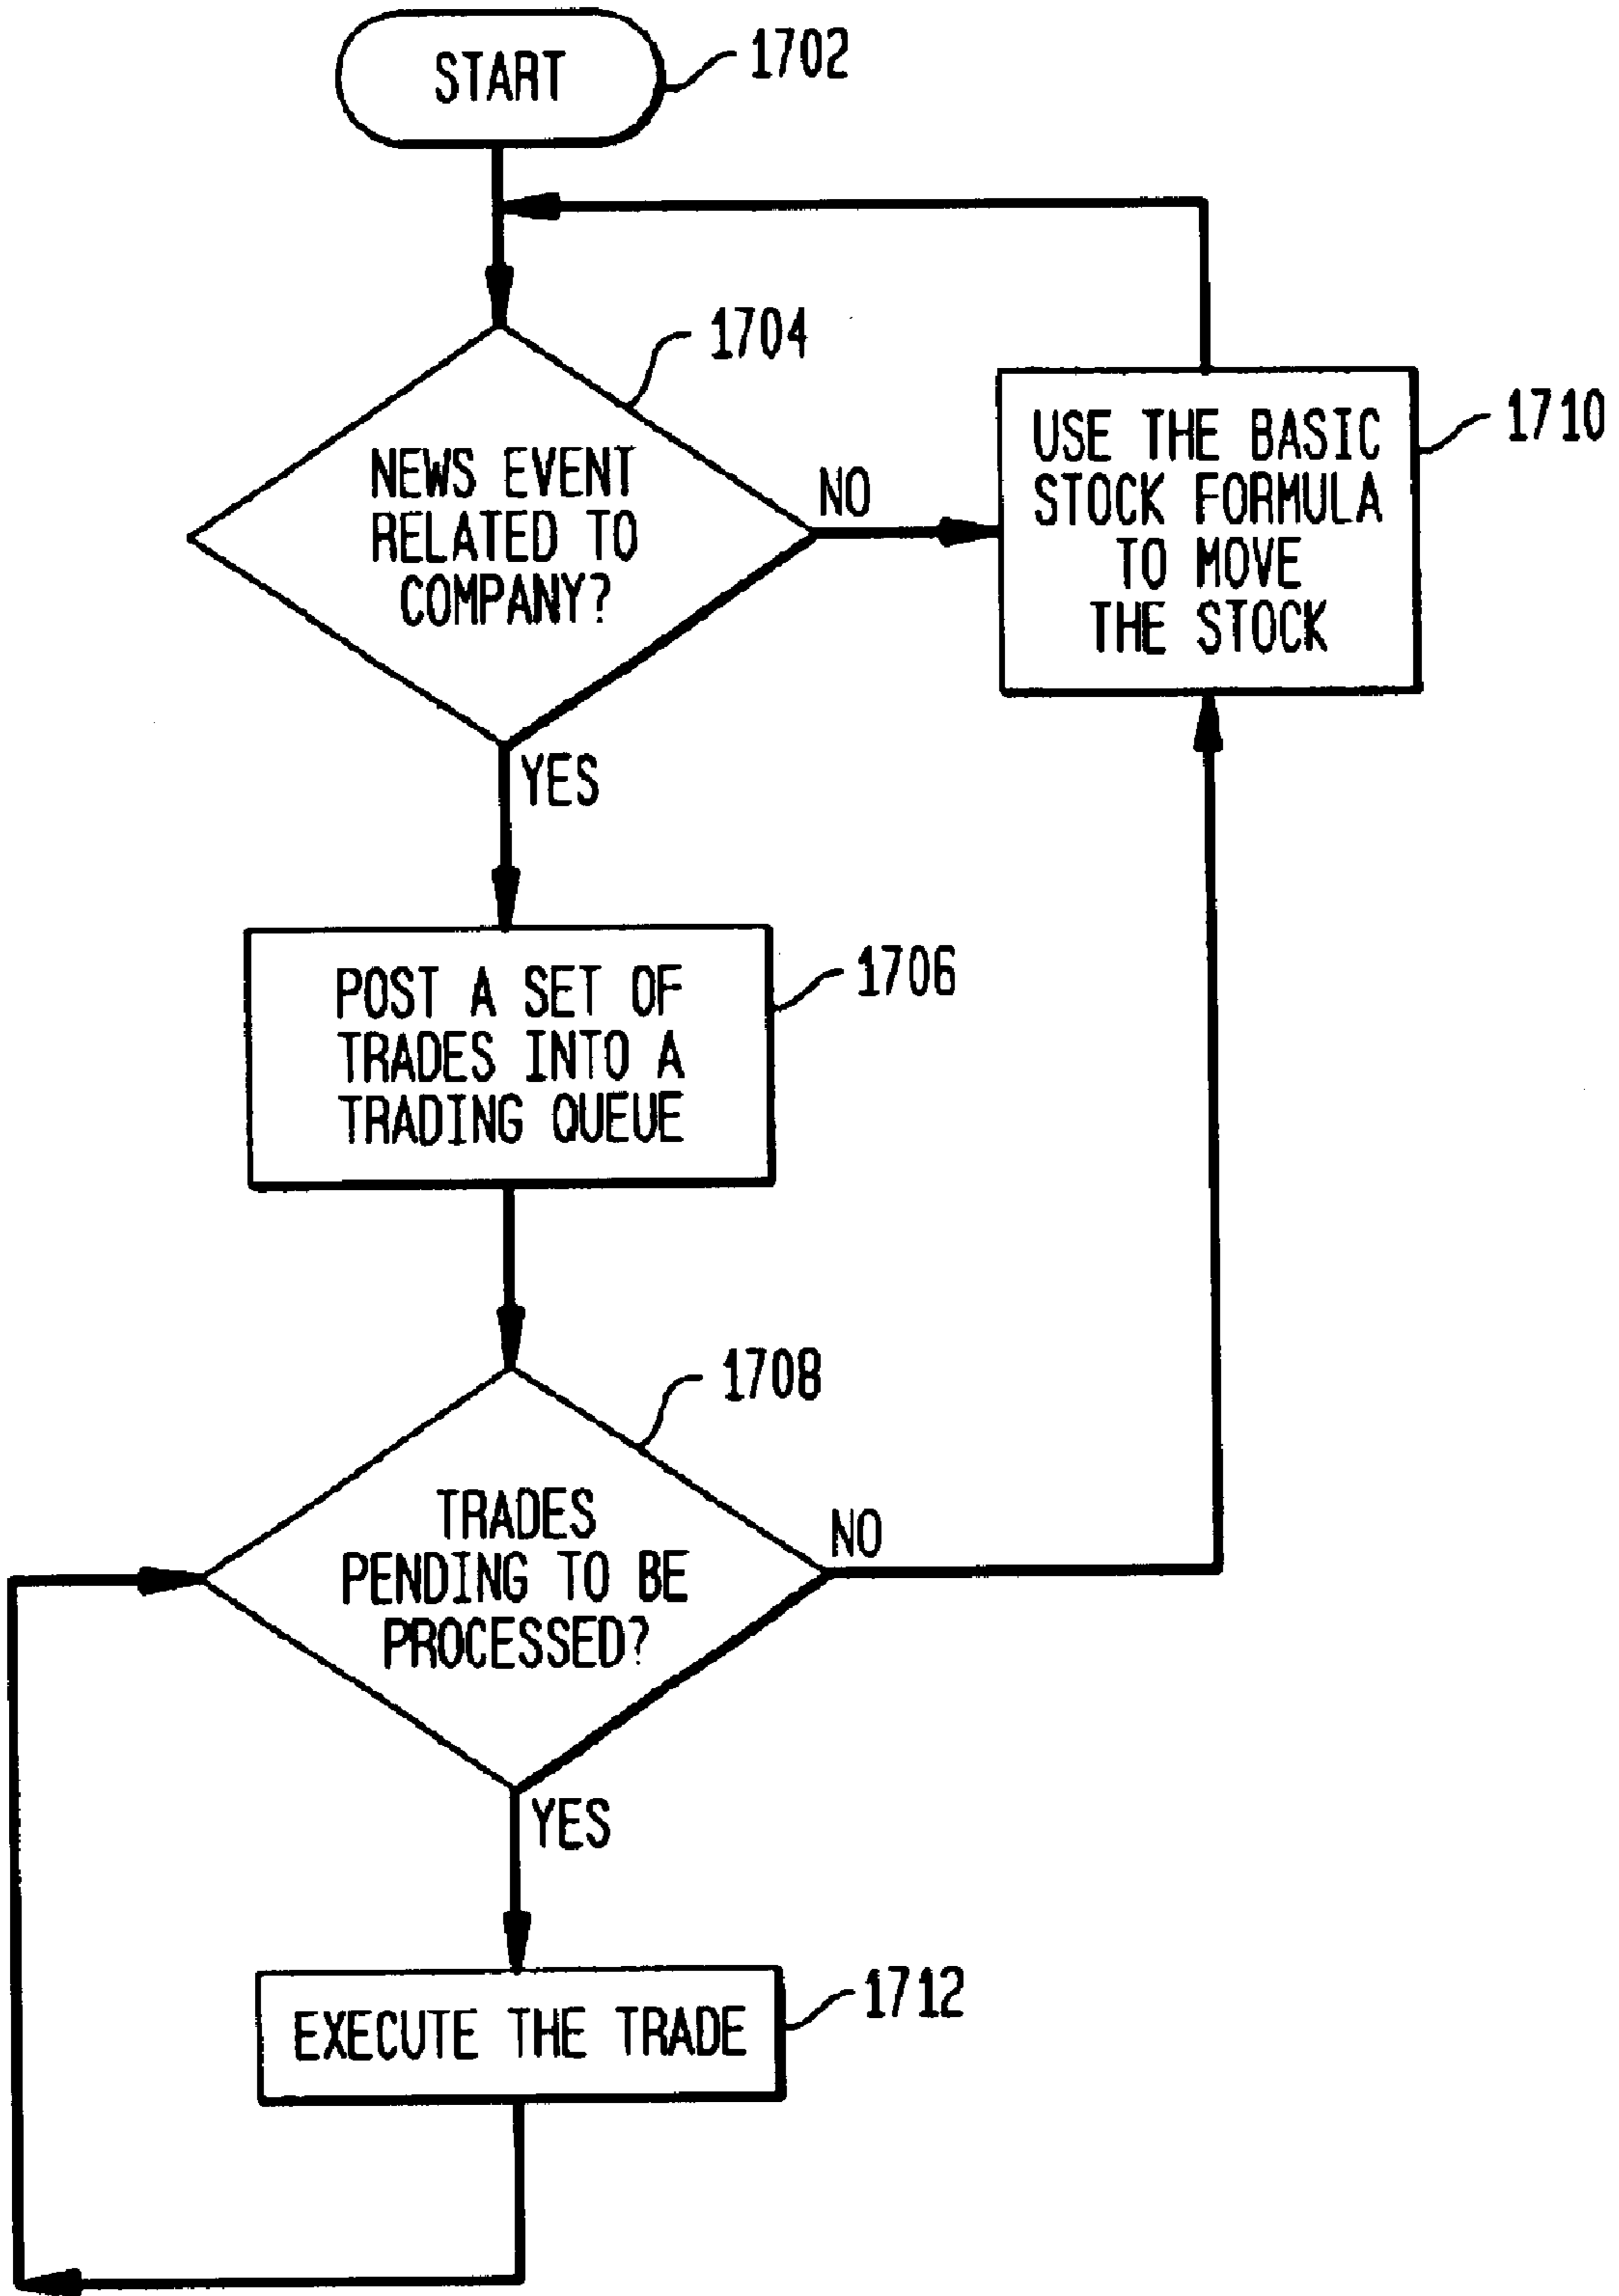 START
1702
1704
NEWS EVENT
RELATED TO
COMPANY?
NO
YES
USE THE BASIC
STOCK FORMULA
TO MOVE
THE STOCK
1710
POST A SET OF
TRADES INTO A
TRADING QUEUE
1706
1708
TRADES
PENDING TO BE
PROCESSED?
NO
YES
EXECUTE THE TRADE
1712